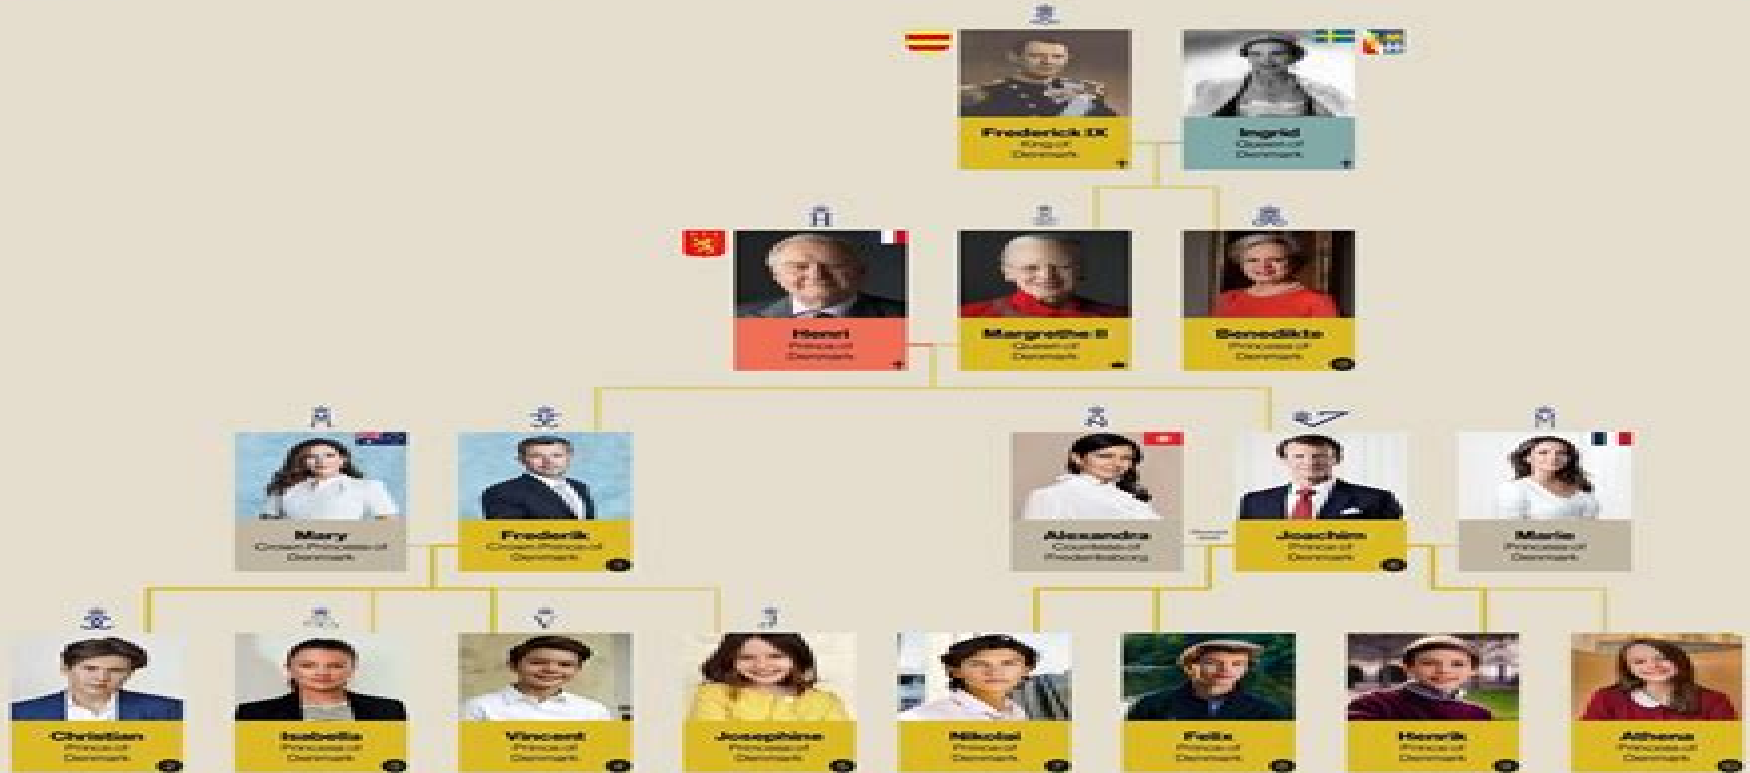 Frederick IX
King of
Denmark
Ingrid
Queen of
Denmark
Henri
Prince of
Denmark
Margrethe II
Queen of
Denmark
Benedikte
Princess of
Denmark
Mary
Crown Princess of
Denmark
Frederik
Crown Prince of
Denmark
Alexandra
Countess of
Frederiksborg
Joachim
Prince of
Denmark
Marie
Princess of
Denmark
Christian
Prince of
Denmark
Isabella
Princess of
Denmark
Vincent
Prince of
Denmark
Josephine
Princess of
Denmark
Nikolai
Prince of
Denmark
Felix
Prince of
Denmark
Henrik
Prince of
Denmark
Athena
Princess of
Denmark